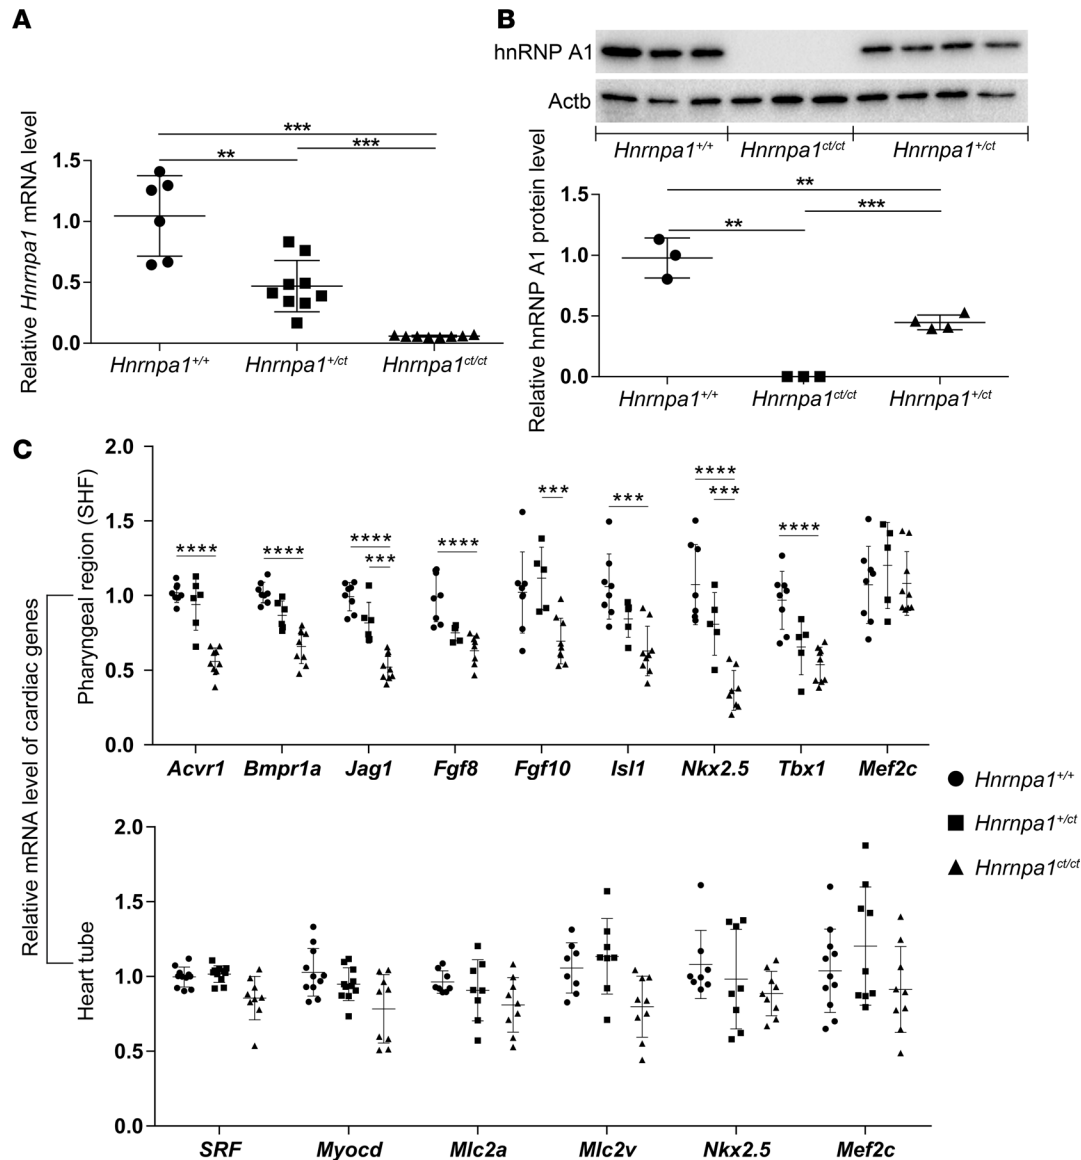 A
Relative Hnrnpa1 mRNA level
***
***
**
1.5
1.0
0.5
0.0
Hnrnpa1+/+
Hnrnpa1+/ct
Hnrnpa1ct/ct
B
hnRNP A1
Actb
Hnrnpa1+/+
Hnrnpa1ct/ct
Hnrnpa1+/ct
Relative hnRNP A1 protein level
**
***
**
1.5
1.0
0.5
0.0
Hnrnpa1+/+
Hnrnpa1ct/ct
Hnrnpa1+/ct
C
Relative mRNA level of cardiac genes
Pharyngeal region (SHF)
2.0
1.5
1.0
0.5
0.0
****
****
****
***
****
***
***
****
***
****
Acvr1 Bmpr1a Jag1 Fgf8 Fgf10 Isl1 Nkx2.5 Tbx1 Mef2c
Hnrnpa1+/+
Hnrnpa1+/ct
Hnrnpa1ct/ct
Heart tube
2.0
1.5
1.0
0.5
0.0
SRF Myocd Mlc2a Mlc2v Nkx2.5 Mef2c